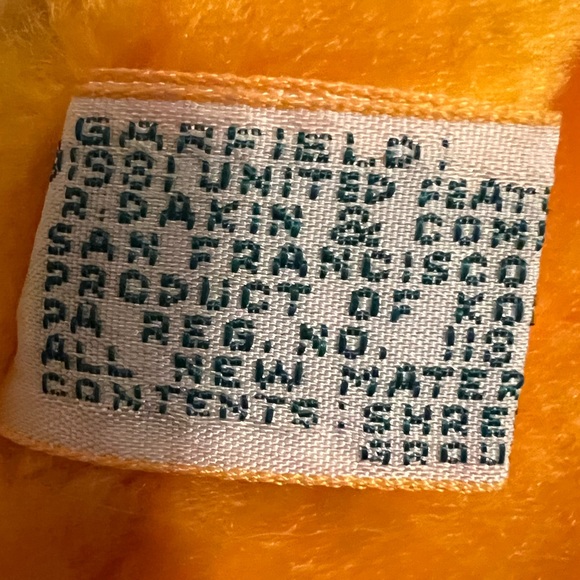 GARFIELD:
1981 UNITED FEAT
R. DAKIN & COM
SAN FRANCISCO
PRODUCT OF KO
PA REG. NO. 118
ALL NEW MATER
CONTENTS: SHRE